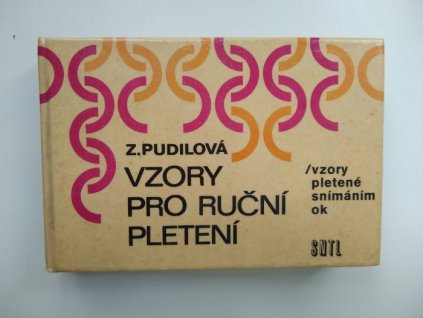 Z.PUDILOVÁ
VZORY
PRO RUČNÍ
PLETENÍ
/vzory
pletené
snímáním
ok
SNTL